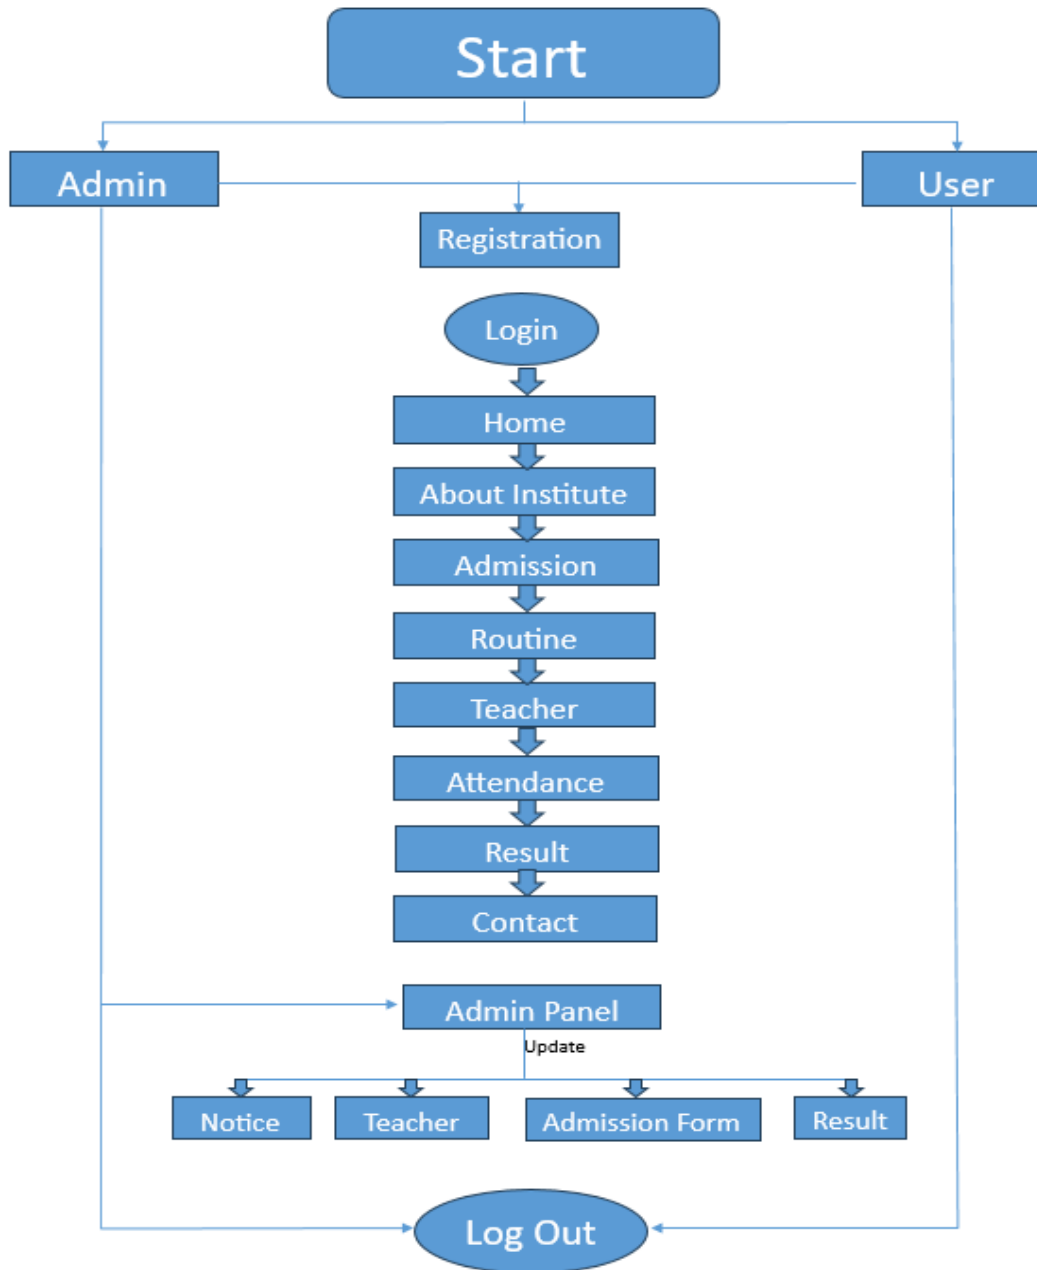 Start
Admin
User
Registration
Login
Home
About Institute
Admission
Routine
Teacher
Attendance
Result
Contact
Admin Panel
Update
Notice
Teacher
Admission Form
Result
Log Out